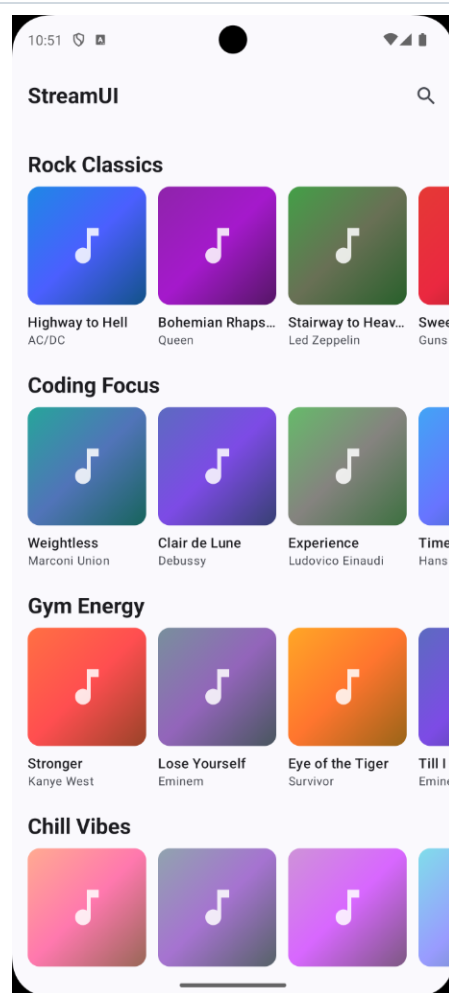 10:51
StreamUI
Rock Classics
Highway to Hell
AC/DC
Bohemian Rhaps...
Queen
Stairway to Heav...
Led Zeppelin
Swee
Guns
Coding Focus
Weightless
Marconi Union
Clair de Lune
Debussy
Experience
Ludovico Einaudi
Time
Hans
Gym Energy
Stronger
Kanye West
Lose Yourself
Eminem
Eye of the Tiger
Survivor
Till I
Emine
Chill Vibes